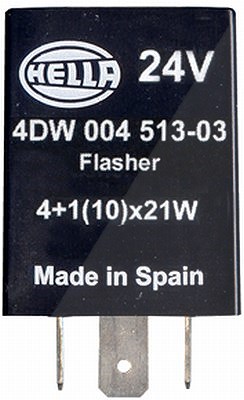 HELLA 24V
4DW 004 513-03
Flasher
4+1(10)x21W
Made in Spain